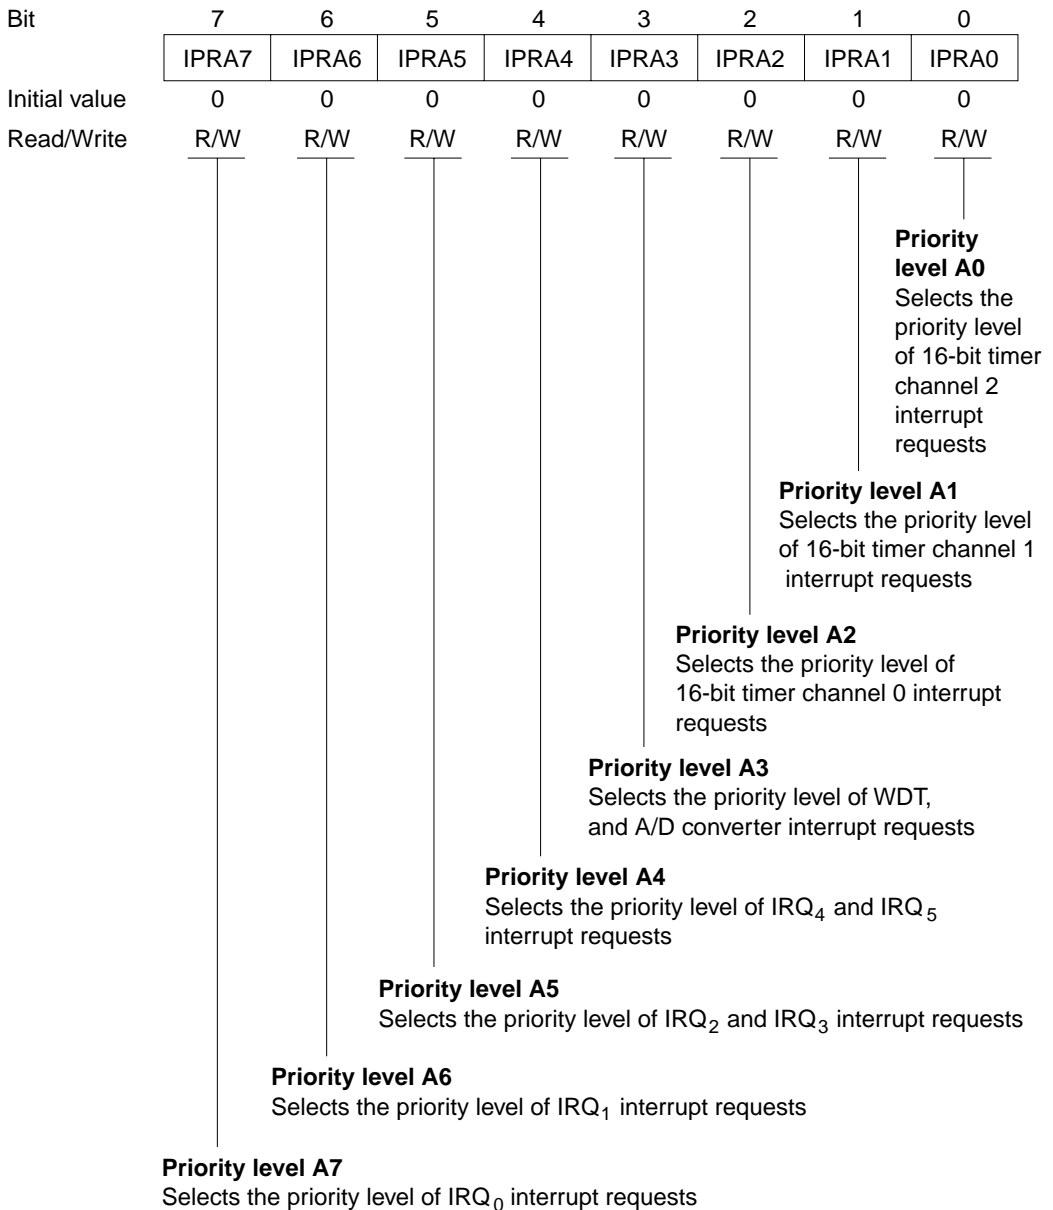 Bit 7 6 5 4 3 2 1 0
IPRA7 IPRA6 IPRA5 IPRA4 IPRA3 IPRA2 IPRA1 IPRA0
Initial value 0 0 0 0 0 0 0 0
Read/Write R/W R/W R/W R/W R/W R/W R/W R/W
Priority
level A0
Selects the
priority level
of 16-bit timer
channel 2
interrupt
requests
Priority level A1
Selects the priority level
of 16-bit timer channel 1
interrupt requests
Priority level A2
Selects the priority level of
16-bit timer channel 0 interrupt
requests
Priority level A3
Selects the priority level of WDT,
and A/D converter interrupt requests
Priority level A4
Selects the priority level of IRQ4 and IRQ5
interrupt requests
Priority level A5
Selects the priority level of IRQ2 and IRQ3 interrupt requests
Priority level A6
Selects the priority level of IRQ1 interrupt requests
Priority level A7
Selects the priority level of IRQ0 interrupt requests